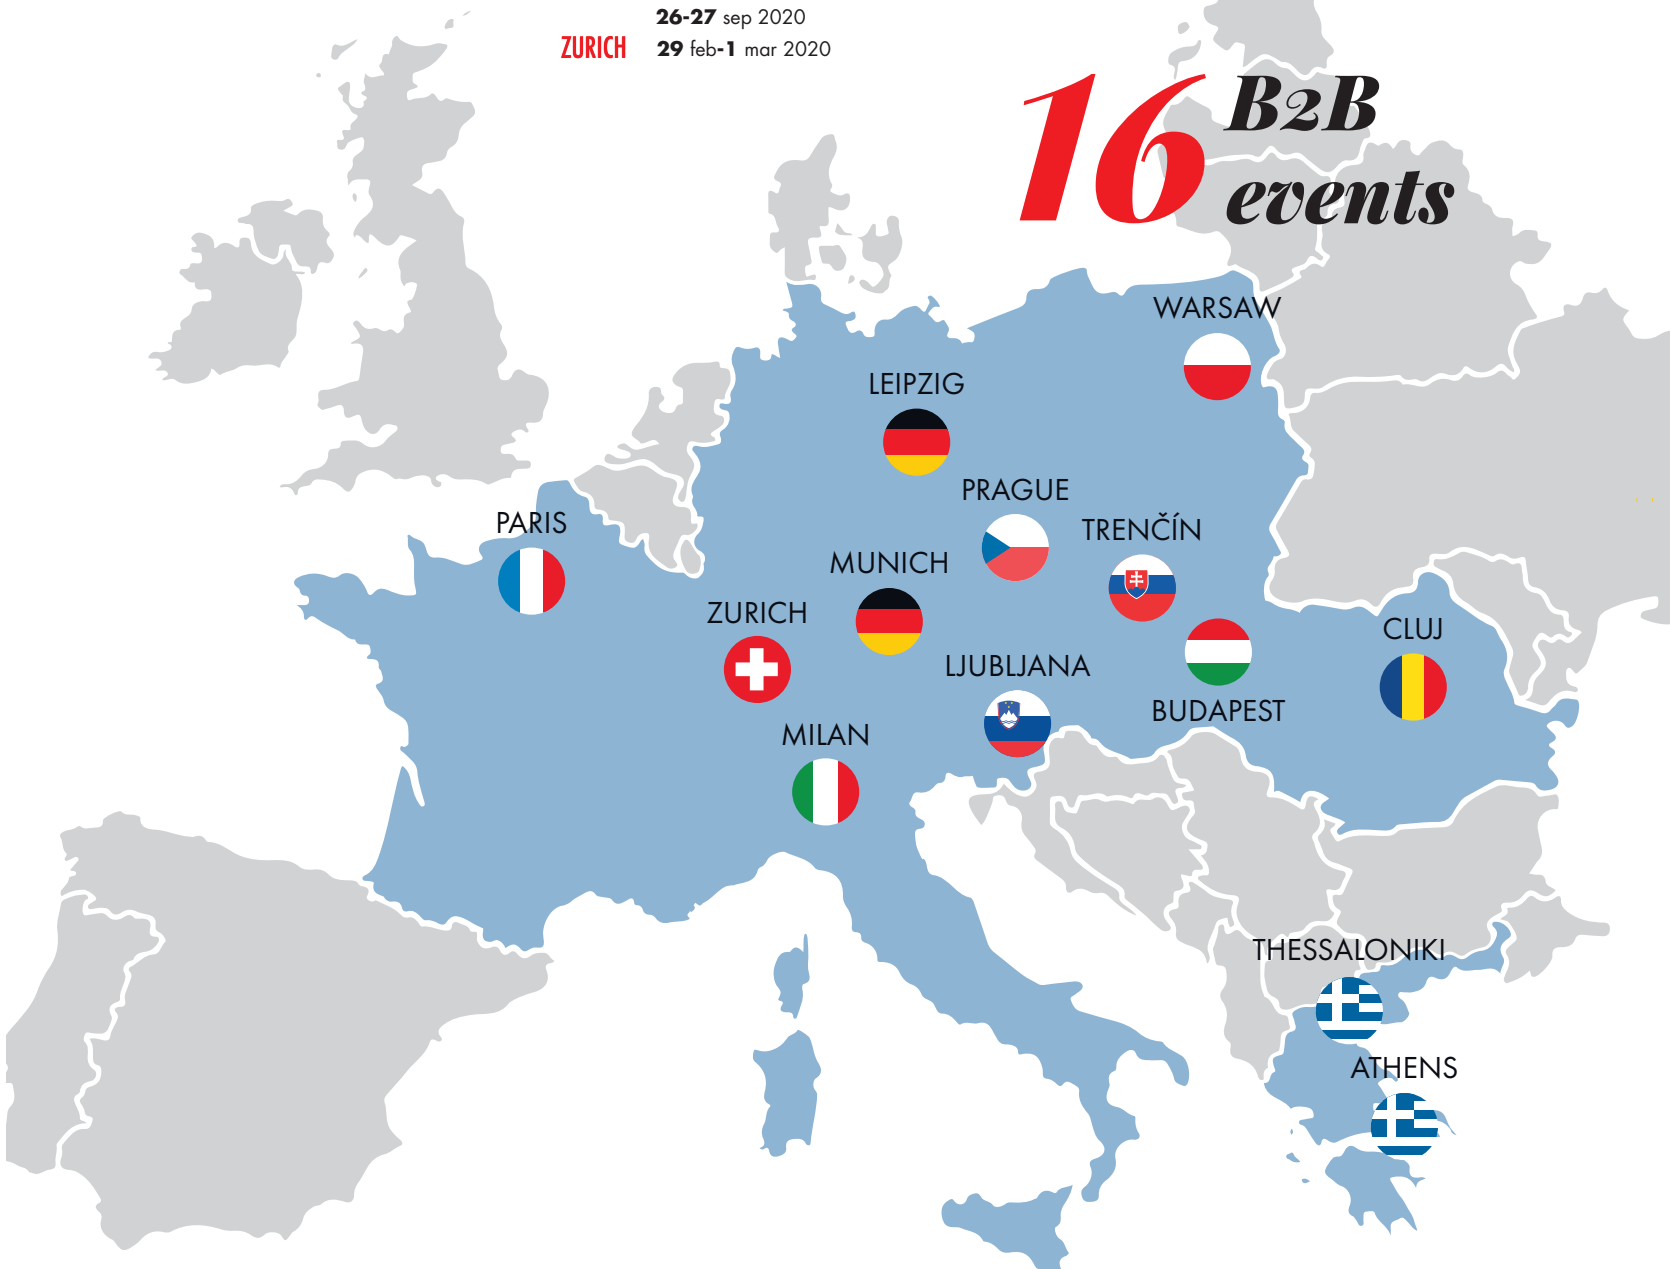 26-27 sep 2020
ZURICH 29 feb-1 mar 2020
16 B2B
events
WARSAW
LEIPZIG
PRAGUE
PARIS
TRENČÍN
MUNICH
ZURICH
CLUJ
LJUBLJANA
BUDAPEST
MILAN
THESSALONIKI
ATHENS